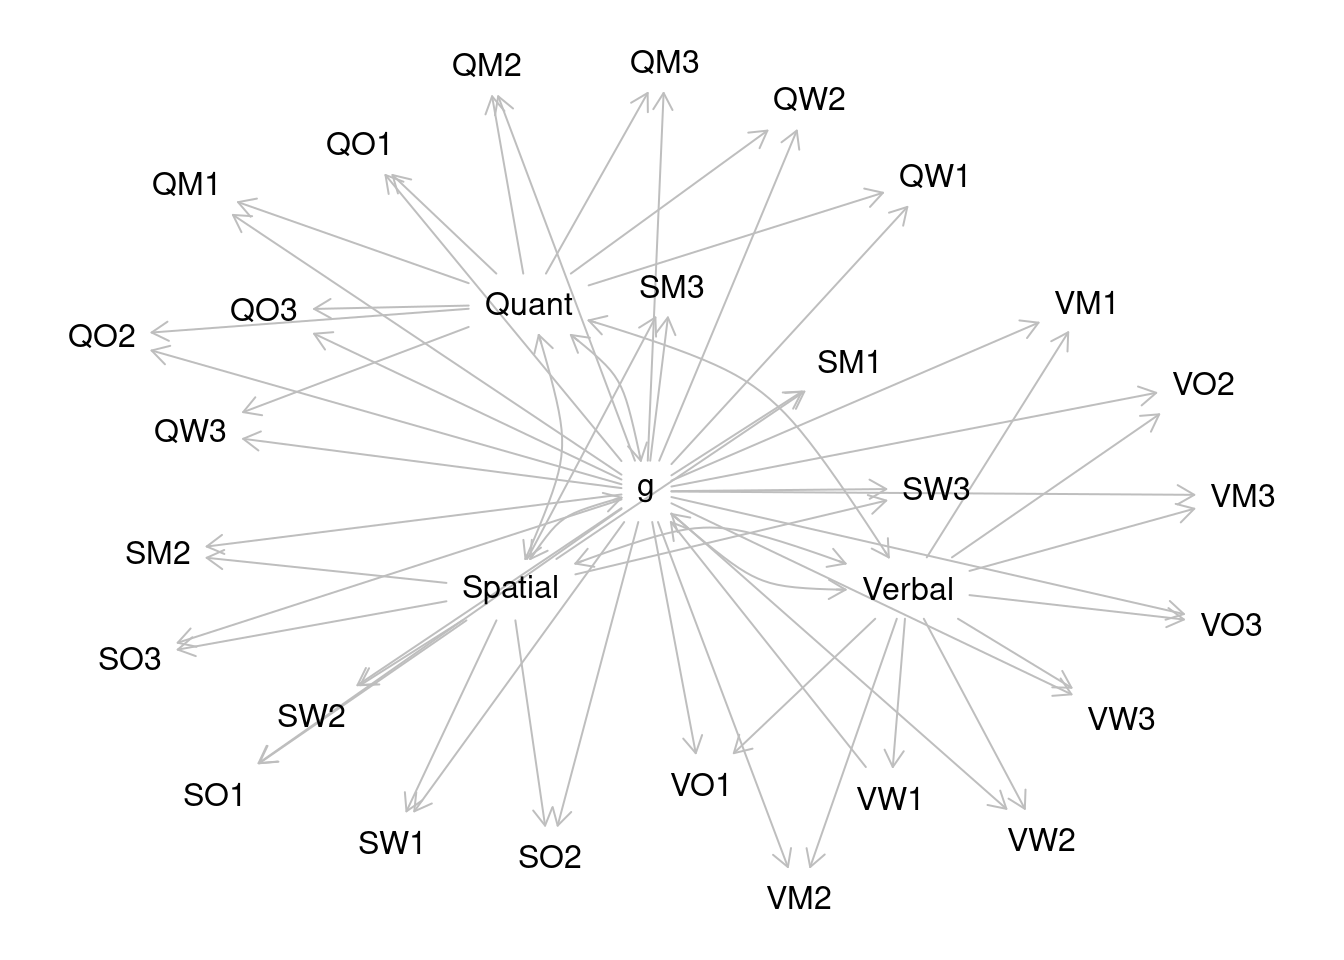 QM2
QM3
QW2
QO1
QM1
QW1
SM3
Quant
VM1
QO3
QO2
SM1
VO2
QW3
g
SW3
VM3
SM2
Spatial
Verbal
VO3
SO3
SW2
VW3
VO1
SO1
VW1
SW1
VW2
SO2
VM2